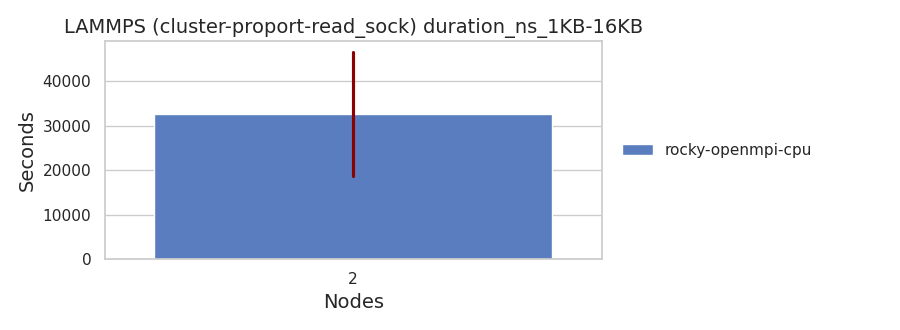 LAMMPS (cluster-proport-read_sock) duration_ns_1KB-16KB
Seconds
40000
30000
20000
10000
0
2
Nodes
rocky-openmpi-cpu